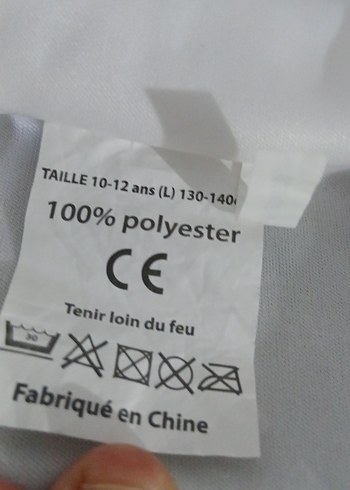 TAILLE 10-12 ans (L) 130-140
100% polyester
CE
Tenir loin du feu
30
Fabriqué en Chine